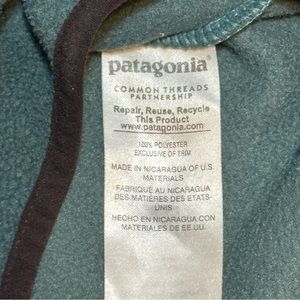 patagonia
COMMON THREADS
PARTNERSHIP
Repair, Reuse, Recycle
This Product
www.patagonia.com
100% POLYESTER
EXCLUSIVE OF TRIM
MADE IN NICARAGUA OF U.S.
MATERIALS
FABRIQUÉ AU NICARAGUA
DES MATIÈRES DES ÉTATS-
UNIS
HECHO EN NICARAGUA CON
MATERIALES DE EE.UU.